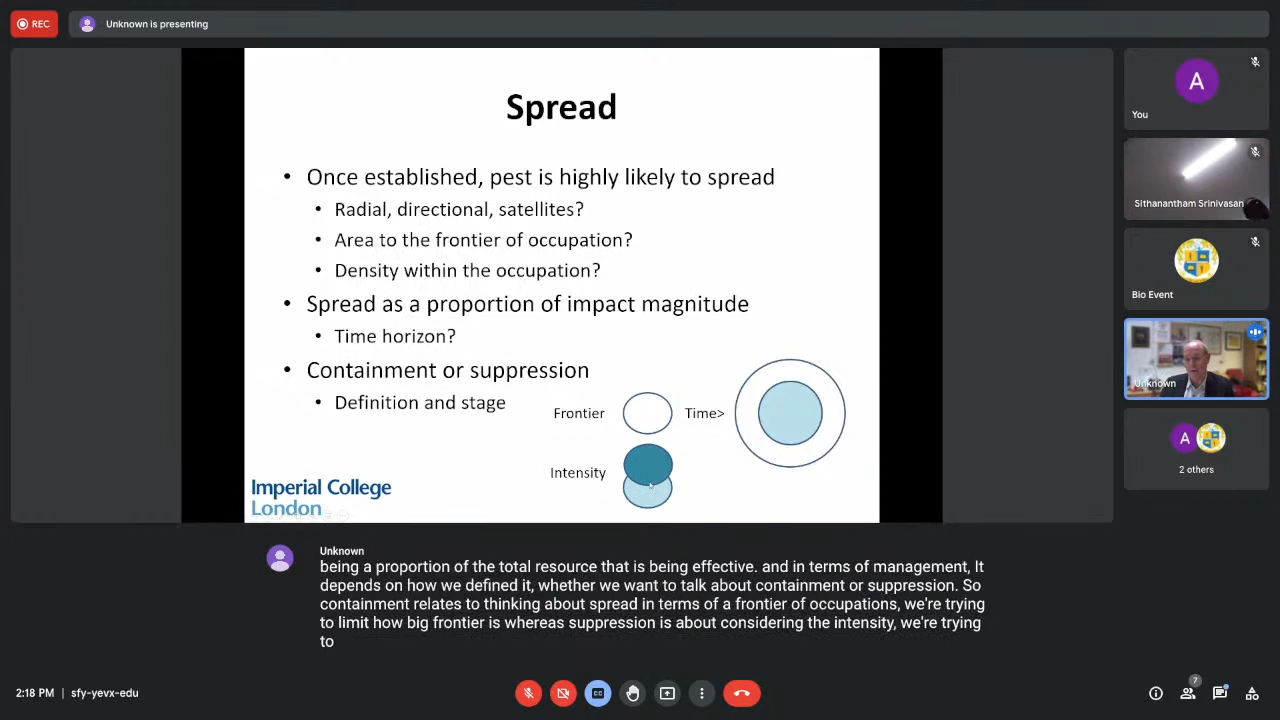 REC
Unknown is presenting
Spread
• Once established, pest is highly likely to spread
• Radial, directional, satellites?
• Area to the frontier of occupation?
• Density within the occupation?
• Spread as a proportion of impact magnitude
• Time horizon?
• Containment or suppression
• Definition and stage
Frontier
Time>
Intensity
Imperial College
London
A
You
Sithanantham Srinivasan
Bio Event
Unknown
A
2 others
Unknown
being a proportion of the total resource that is being effective. and in terms of management, It
depends on how we defined it, whether we want to talk about containment or suppression. So
containment relates to thinking about spread in terms of a frontier of occupations, we're trying
to limit how big frontier is whereas suppression is about considering the intensity, we're trying
to
2:18 PM | sfy-yevx-edu
CC
7